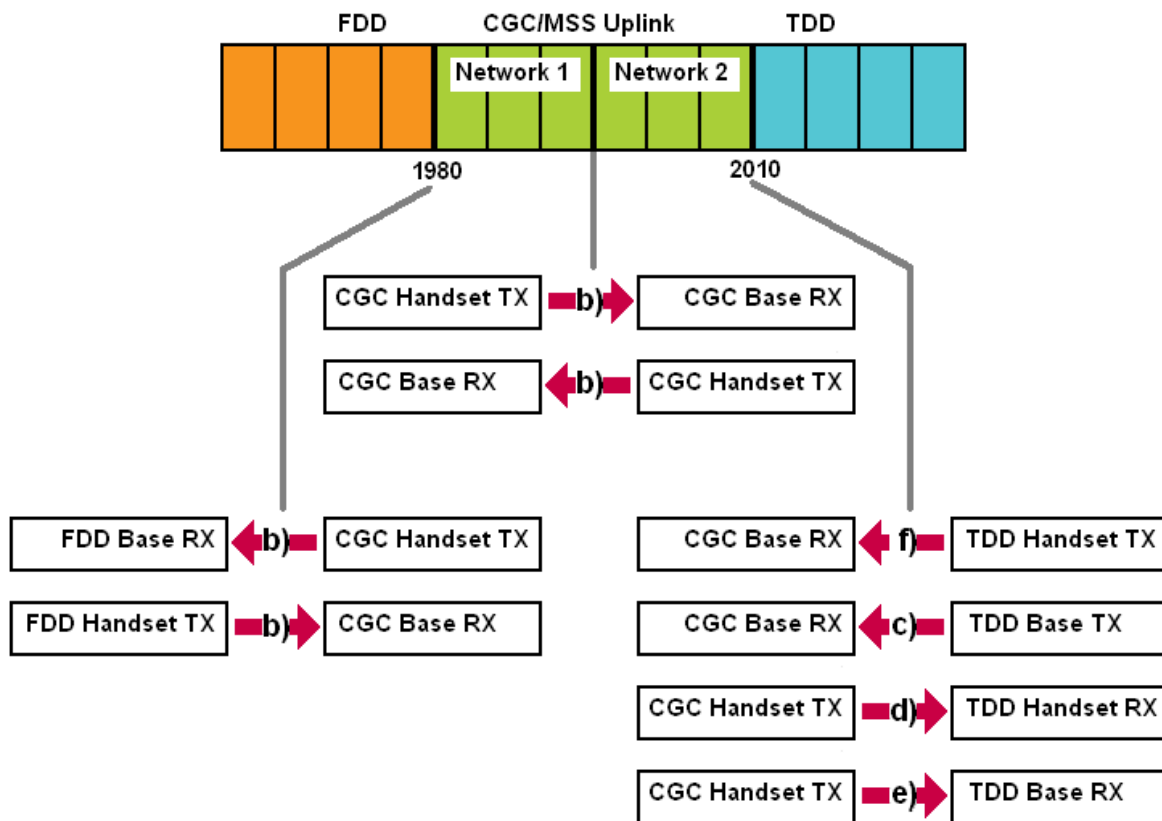 FDD CGC/MSS Uplink TDD
Network 1 Network 2
1980 2010
CGC Handset TX b) CGC Base RX
CGC Base RX b) CGC Handset TX
FDD Base RX b) CGC Handset TX
CGC Base RX f) TDD Handset TX
FDD Handset TX b) CGC Base RX
CGC Base RX c) TDD Base TX
CGC Handset TX d) TDD Handset RX
CGC Handset TX e) TDD Base RX